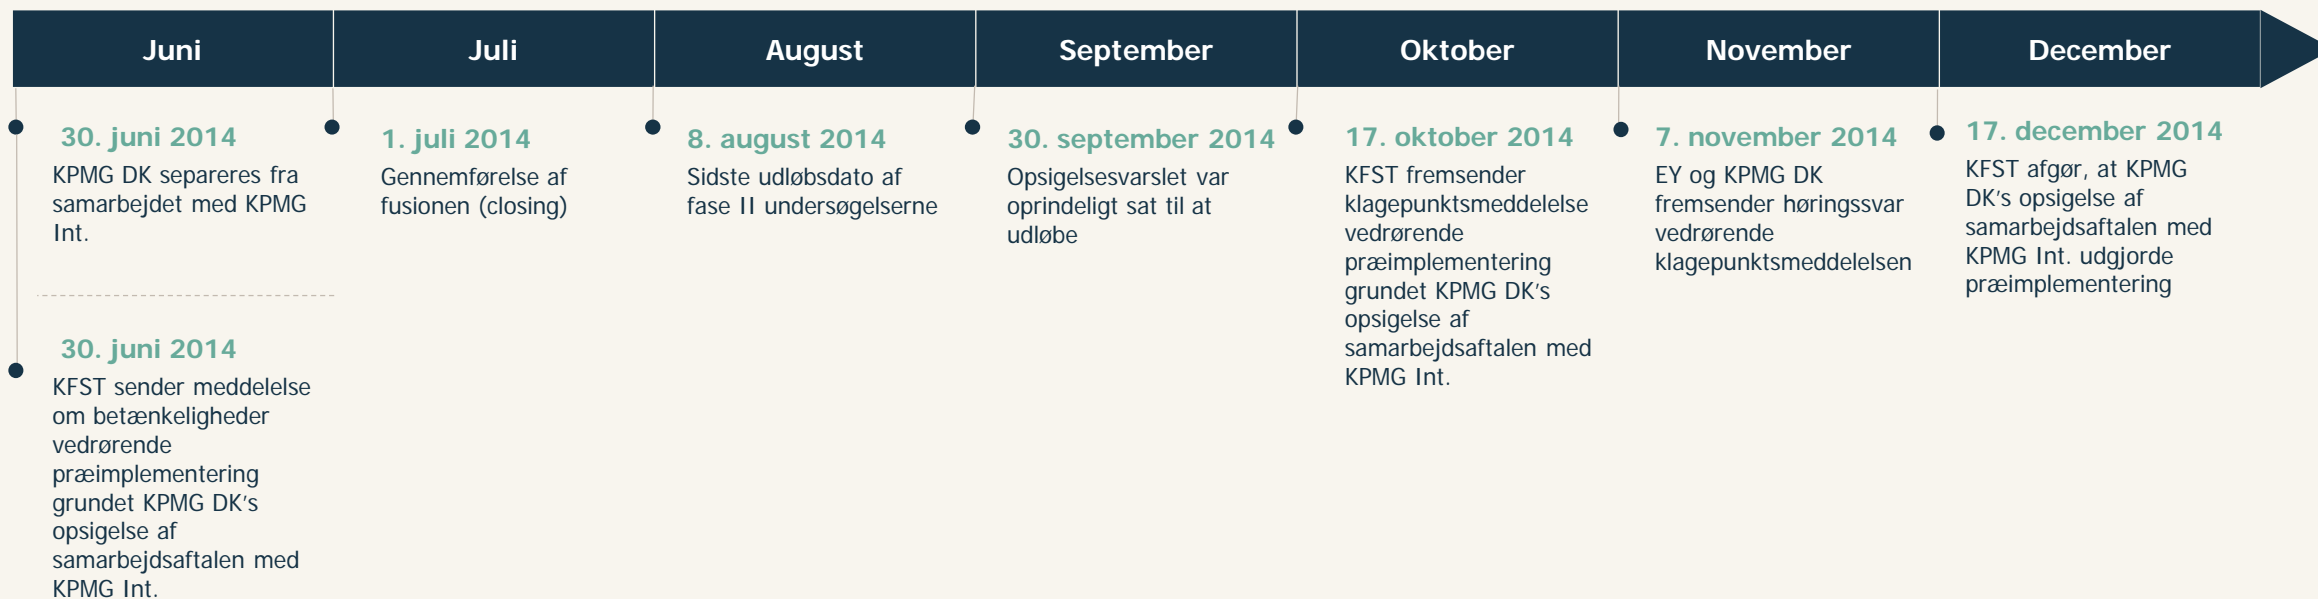 Juni
Juli
August
September
Oktober
November
December
30. juni 2014
KPMG DK separeres fra
samarbejdet med KPMG
Int.
30. juni 2014
KFST sender meddelelse
om betænkeligheder
vedrørende
præimplementering
grundet KPMG DK's
opsigelse af
samarbejdsaftalen med
KPMG Int.
1. juli 2014
Gennemførelse af
fusionen (closing)
8. august 2014
Sidste udløbsdato af
fase II undersøgelserne
30. september 2014
Opsigelsesvarslet var
oprindeligt sat til at
udløbe
17. oktober 2014
KFST fremsender
klagepunktsmeddelelse
vedrørende
præimplementering
grundet KPMG DK's
opsigelse af
samarbejdsaftalen med
KPMG Int.
7. november 2014
EY og KPMG DK
fremsender høringssvar
vedrørende
klagepunktsmeddelelsen
17. december 2014
KFST afgør, at KPMG
DK's opsigelse af
samarbejdsaftalen med
KPMG Int. udgjorde
præimplementering